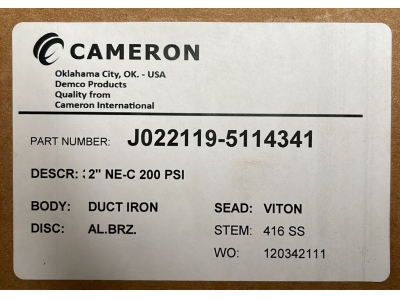 CAMERON
Oklahoma City, OK. - USA
Demco Products
Quality from
Cameron International
PART NUMBER: J022119-5114341
DESCR: :2" NE-C 200 PSI
BODY: DUCT IRON SEAD: VITON
DISC: AL.BRZ. STEM: 416 SS
WO: 120342111